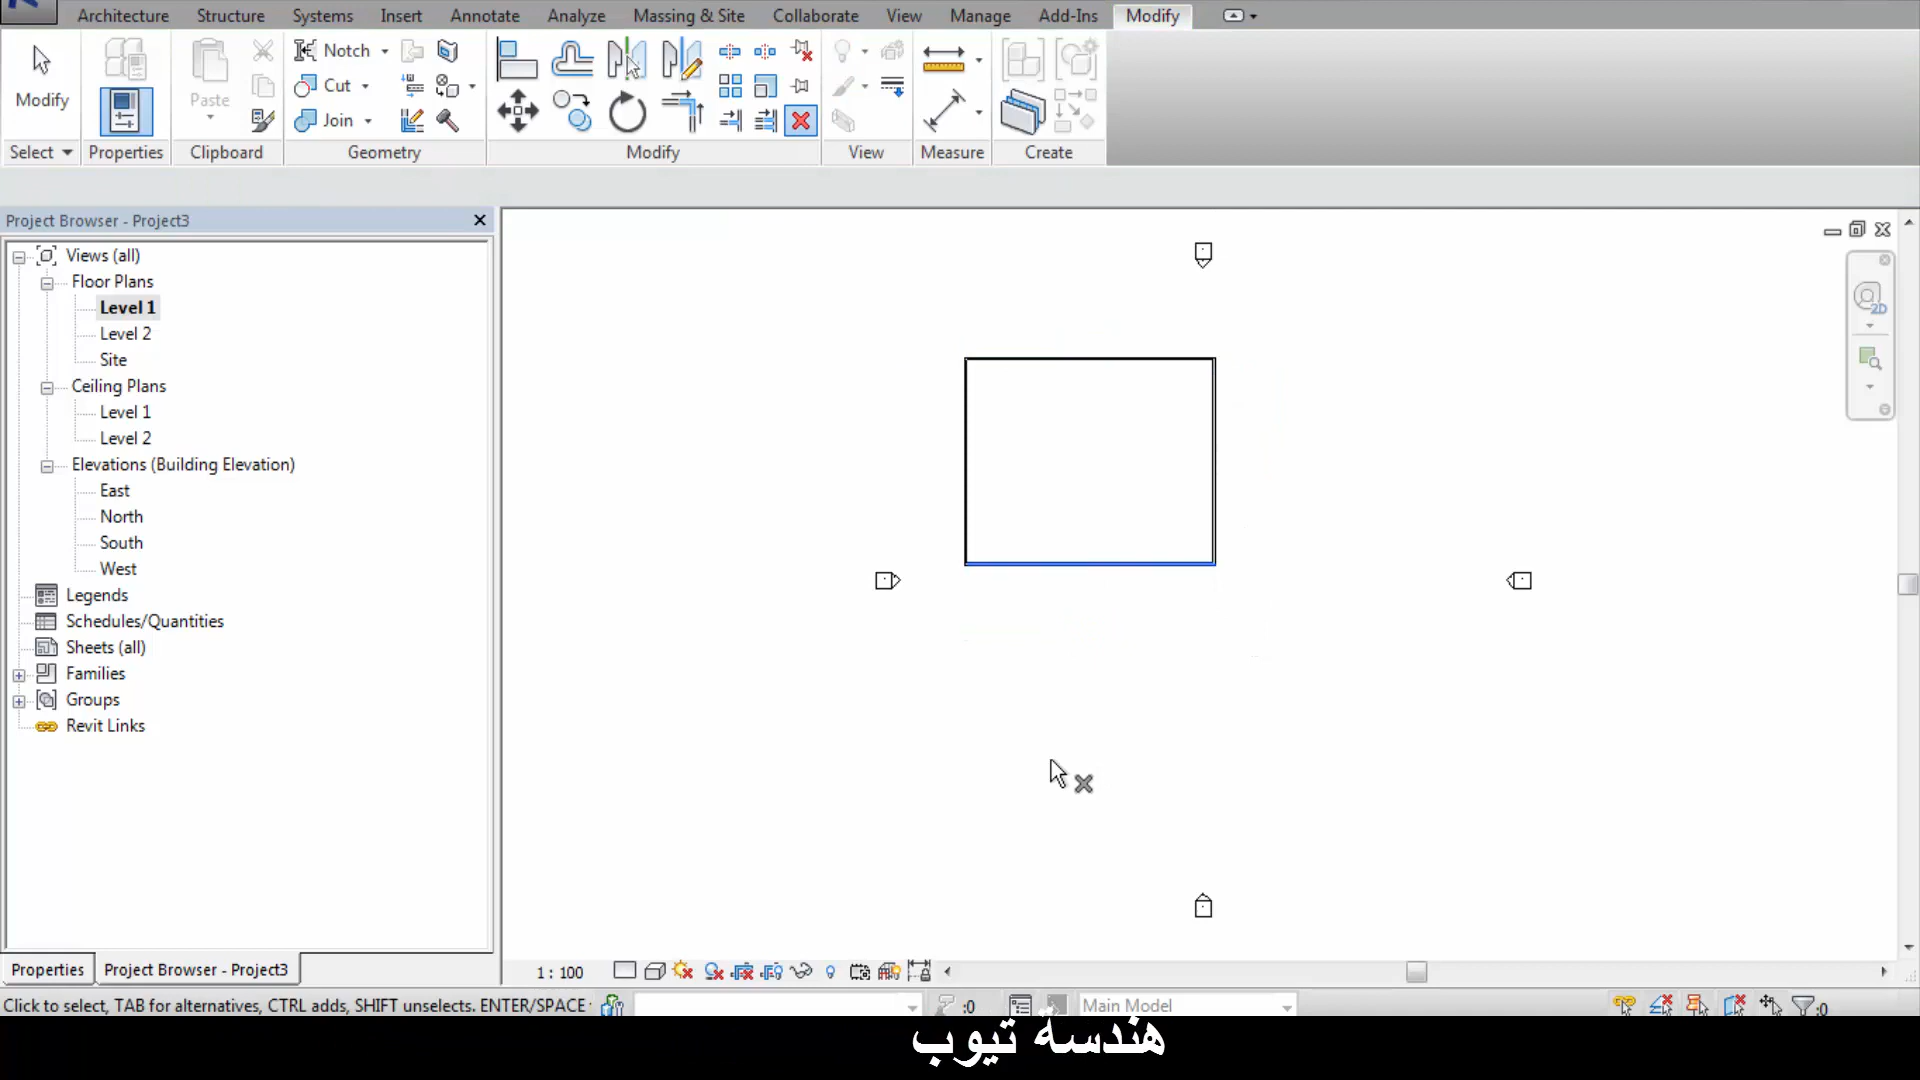 Architecture Structure Systems Insert Annotate Analyze Massing & Site Collaborate View Manage Add-Ins Modify
Modify
Paste
Notch
Cut
Join
Select Properties Clipboard Geometry Modify View Measure Create
Project Browser - Project3
Views (all)
Floor Plans
Level 1
Level 2
Site
Ceiling Plans
Level 1
Level 2
Elevations (Building Elevation)
East
North
South
West
Legends
Schedules/Quantities
Sheets (all)
Families
Groups
Revit Links
2D
Properties Project Browser - Project3
1 : 100
Click to select, TAB for alternatives, CTRL adds, SHIFT unselects. ENTER/SPACE :0 Main Model :0
هندسة تيوب